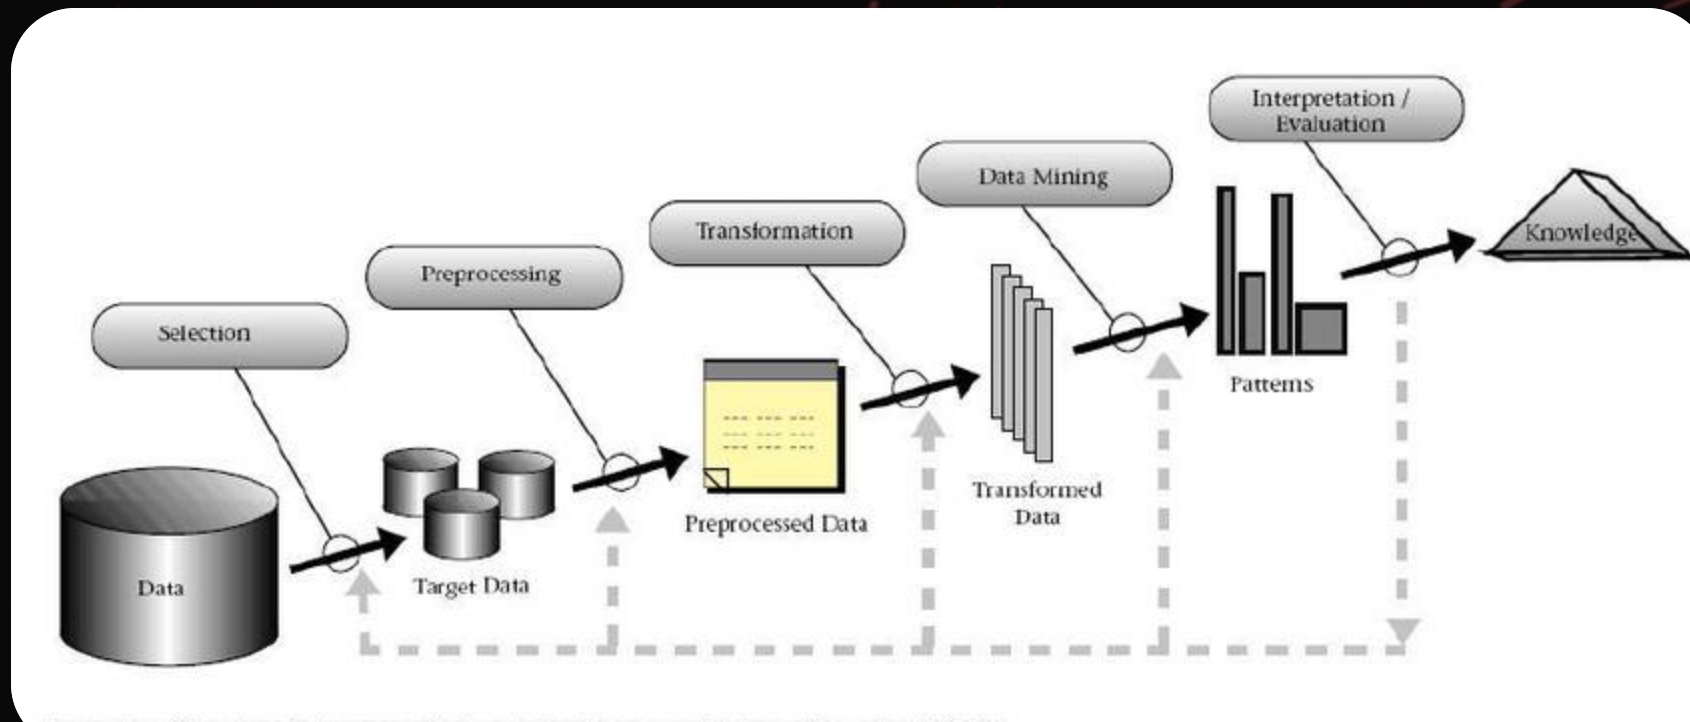 Interpretation /
Evaluation
Data Mining
Transformation
Preprocessing
Selection
Knowledge
Patterns
Transformed
Data
Preprocessed Data
Target Data
Data